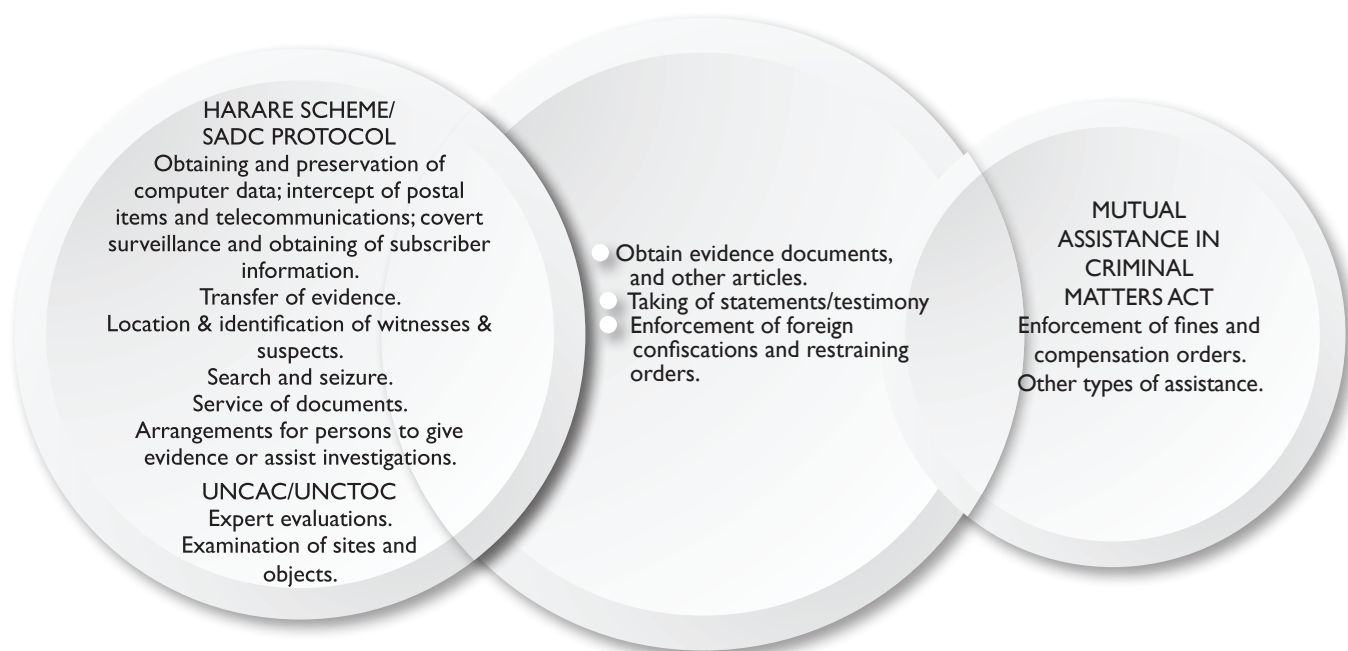 HARARE SCHEME/
SADC PROTOCOL
Obtaining and preservation of
computer data; intercept of postal
items and telecommunications; covert
surveillance and obtaining of subscriber
information.
Transfer of evidence.
Location & identification of witnesses &
suspects.
Search and seizure.
Service of documents.
Arrangements for persons to give
evidence or assist investigations.
UNCAC/UNCTOC
Expert evaluations.
Examination of sites and
objects.
Obtain evidence documents,
and other articles.
Taking of statements/testimony
Enforcement of foreign
confiscations and restraining
orders.
MUTUAL
ASSISTANCE IN
CRIMINAL
MATTERS ACT
Enforcement of fines and
compensation orders.
Other types of assistance.